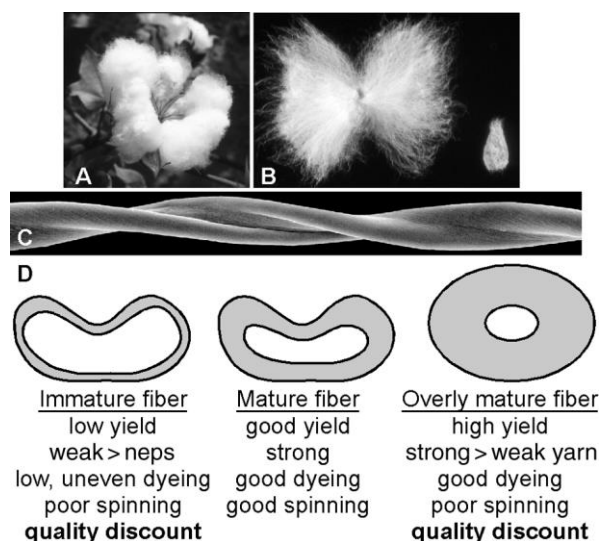 A
B
C
D
Immature fiber
low yield
weak > neps
low, uneven dyeing
poor spinning
quality discount
Mature fiber
good yield
strong
good dyeing
good spinning
Overly mature fiber
high yield
strong > weak yarn
good dyeing
poor spinning
quality discount